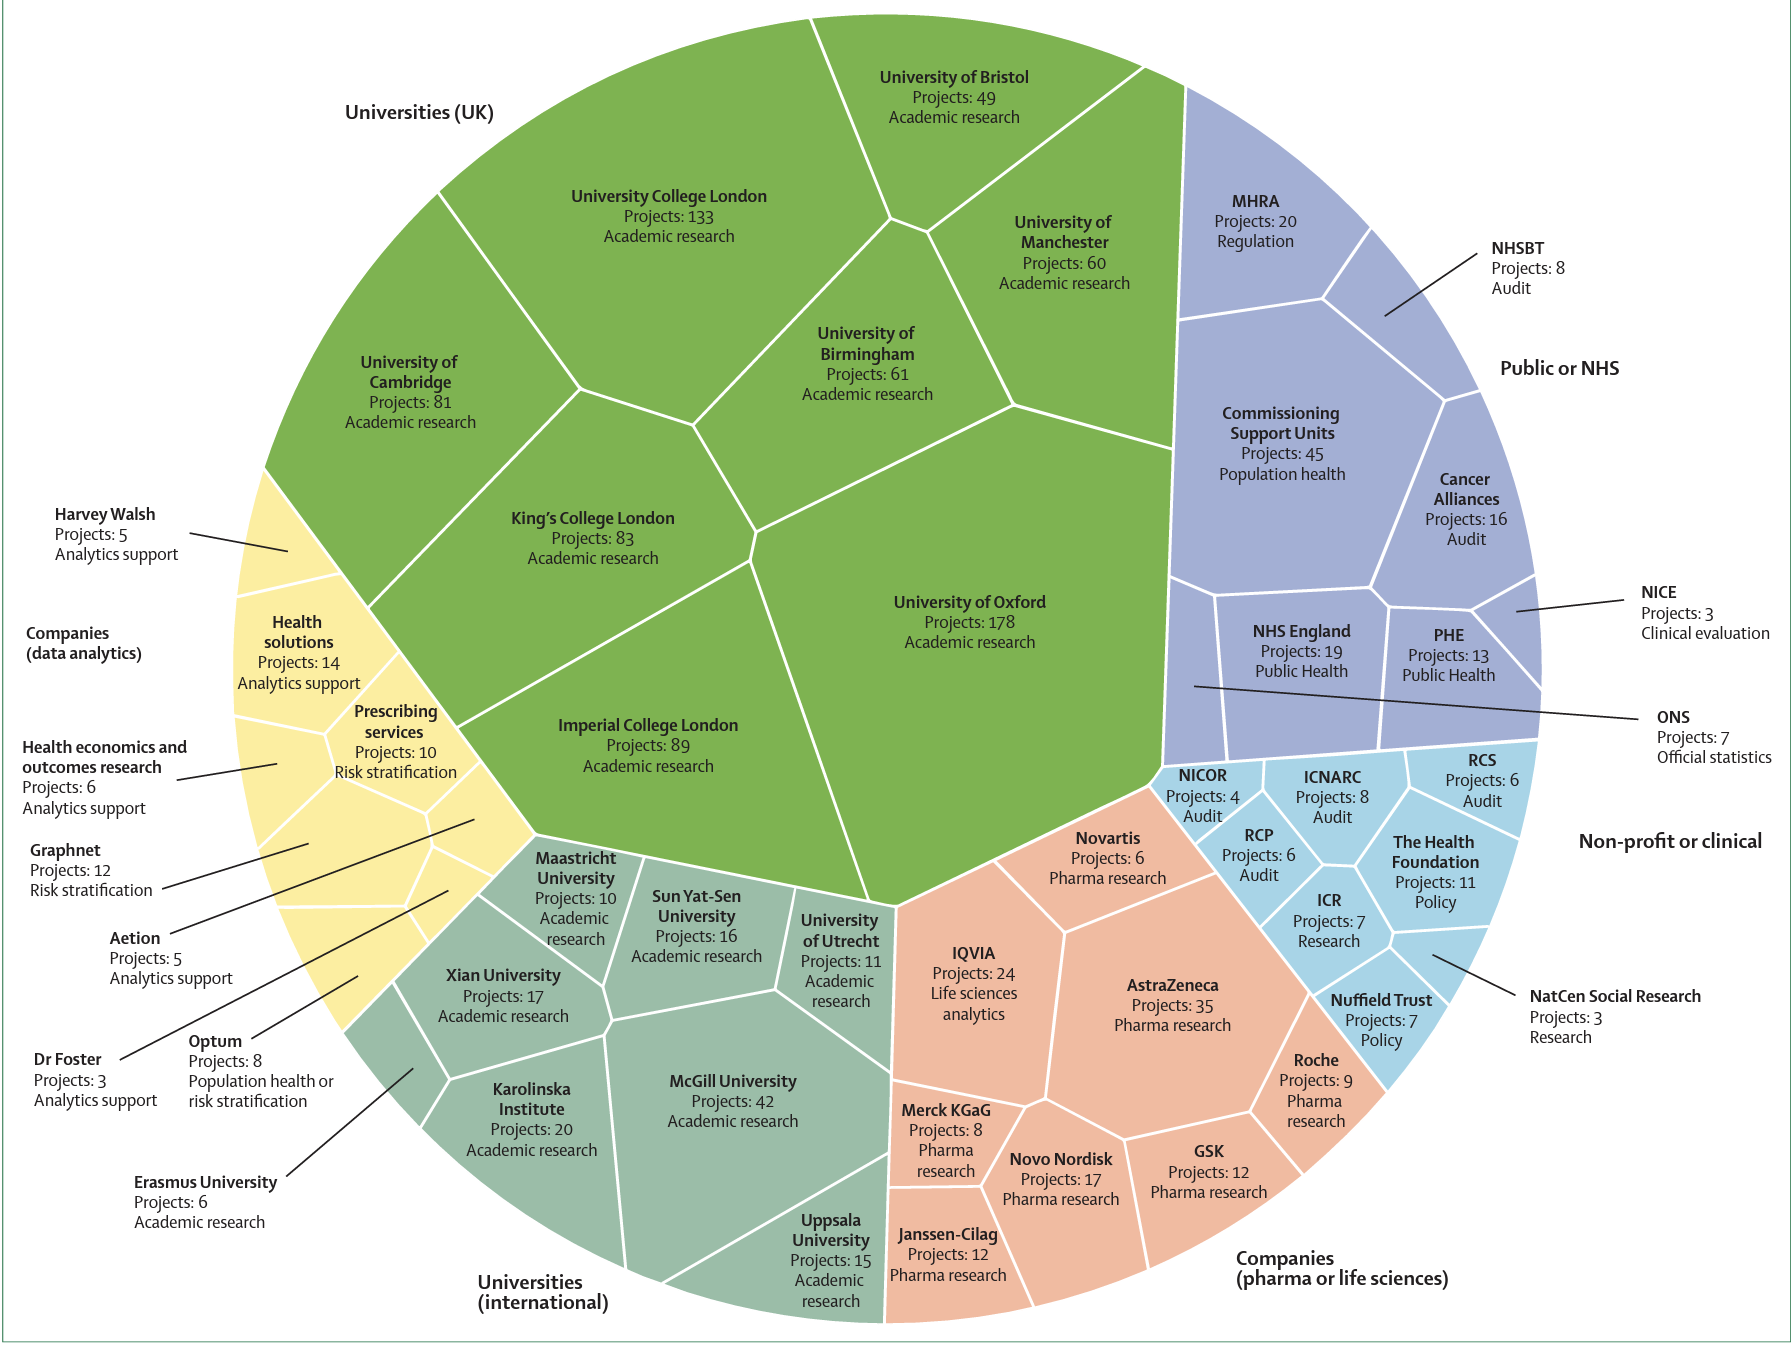 Universities (UK)
University of Bristol
Projects: 49
Academic research
University College London
Projects: 133
Academic research
University of
Manchester
Projects: 60
Academic research
University of
Birmingham
Projects: 61
Academic research
University of
Cambridge
Projects: 81
Academic research
King's College London
Projects: 83
Academic research
University of Oxford
Projects: 178
Academic research
Imperial College London
Projects: 89
Academic research
MHRA
Projects: 20
Regulation
NHSBT
Projects: 8
Audit
Public or NHS
Commissioning
Support Units
Projects: 45
Population health
Cancer
Alliances
Projects: 16
Audit
NICE
Projects: 3
Clinical evaluation
NHS England
Projects: 19
Public Health
PHE
Projects: 13
Public Health
ONS
Projects: 7
Official statistics
Harvey Walsh
Projects: 5
Analytics support
Companies
(data analytics)
Health
solutions
Projects: 14
Analytics support
Prescribing
services
Projects: 10
Risk stratification
Health economics and
outcomes research
Projects: 6
Analytics support
Graphnet
Projects: 12
Risk stratification
Aetion
Projects: 5
Analytics support
Dr Foster
Projects: 3
Analytics support
Optum
Projects: 8
Population health or
risk stratification
NICOR
Projects: 4
Audit
ICNARC
Projects: 8
Audit
RCS
Projects: 6
Audit
RCP
Projects: 6
Audit
The Health
Foundation
Projects: 11
Policy
Non-profit or clinical
ICR
Projects: 7
Research
NatCen Social Research
Projects: 3
Research
Nuffield Trust
Projects: 7
Policy
Maastricht
University
Projects: 10
Academic
research
Sun Yat-Sen
University
Projects: 16
Academic research
University
of Utrecht
Projects: 11
Academic
research
Xian University
Projects: 17
Academic research
Karolinska
Institute
Projects: 20
Academic research
McGill University
Projects: 42
Academic research
Erasmus University
Projects: 6
Academic research
Uppsala
University
Projects: 15
Academic
research
Universities
(international)
Novartis
Projects: 6
Pharma research
IQVIA
Projects: 24
Life sciences
analytics
AstraZeneca
Projects: 35
Pharma research
Roche
Projects: 9
Pharma
research
Merck KGaG
Projects: 8
Pharma
research
Novo Nordisk
Projects: 17
Pharma research
GSK
Projects: 12
Pharma research
Janssen-Cilag
Projects: 12
Pharma research
Companies
(pharma or life sciences)